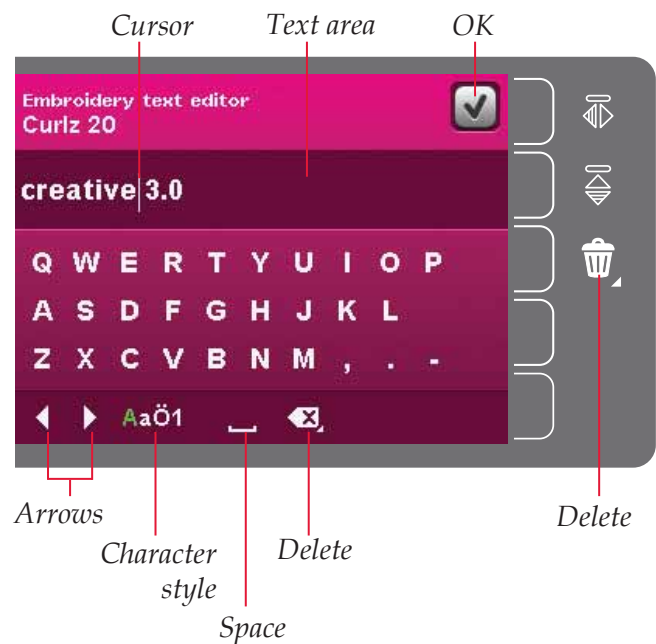 Cursor Text area OK
Embroidery text editor
Curlz 20
creative 3.0
Q W E R T Y U I O P
A S D F G H J K L
Z X C V B N M , . -
AaÖ1
Arrows Delete
Character Delete
style
Space